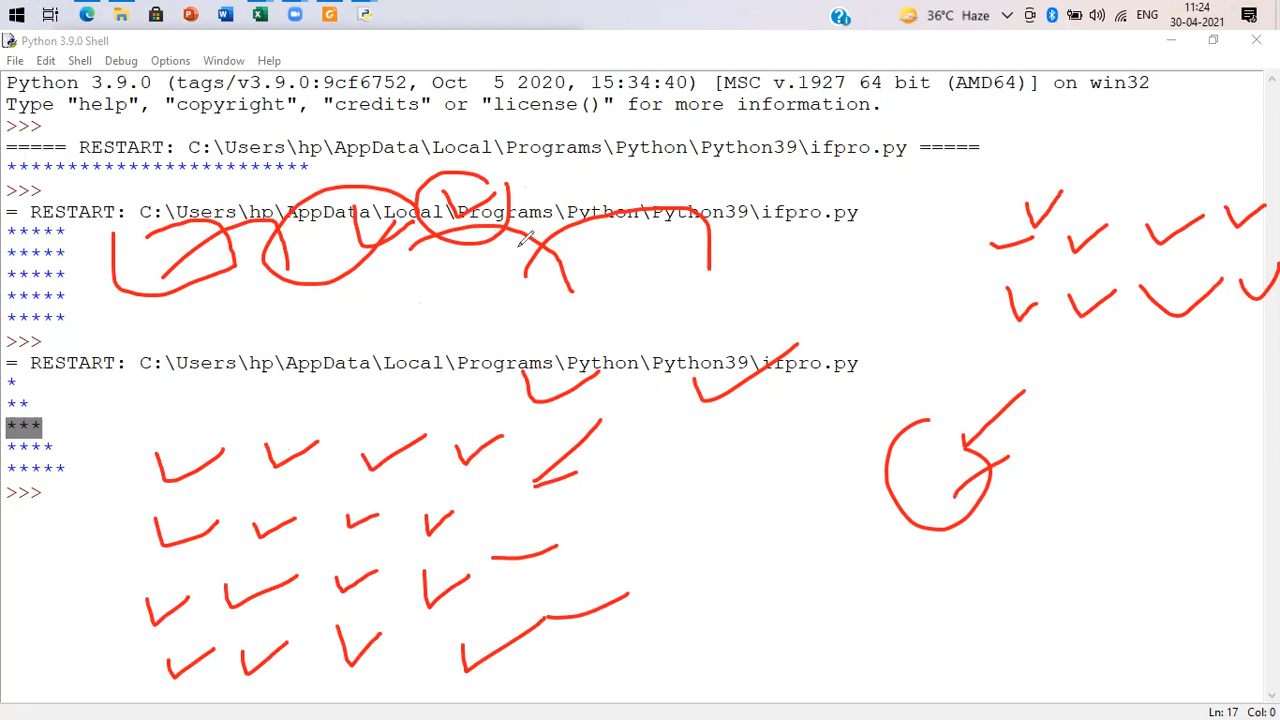 36°C Haze
ENG
11:24
30-04-2021
Python 3.9.0 Shell
File Edit Shell Debug Options Window Help
Python 3.9.0 (tags/v3.9.0:9cf6752, Oct  5 2020, 15:34:40) [MSC v.1927 64 bit (AMD64)] on win32
Type "help", "copyright", "credits" or "license()" for more information.
>>>
===== RESTART: C:\Users\hp\AppData\Local\Programs\Python\Python39\ifpro.py =====
*************************
>>>
= RESTART: C:\Users\hp\AppData\Local\Programs\Python\Python39\ifpro.py
*****
*****
*****
*****
*****
>>>
= RESTART: C:\Users\hp\AppData\Local\Programs\Python\Python39\ifpro.py
*
**
***
****
*****
>>>
Ln: 17 Col: 0